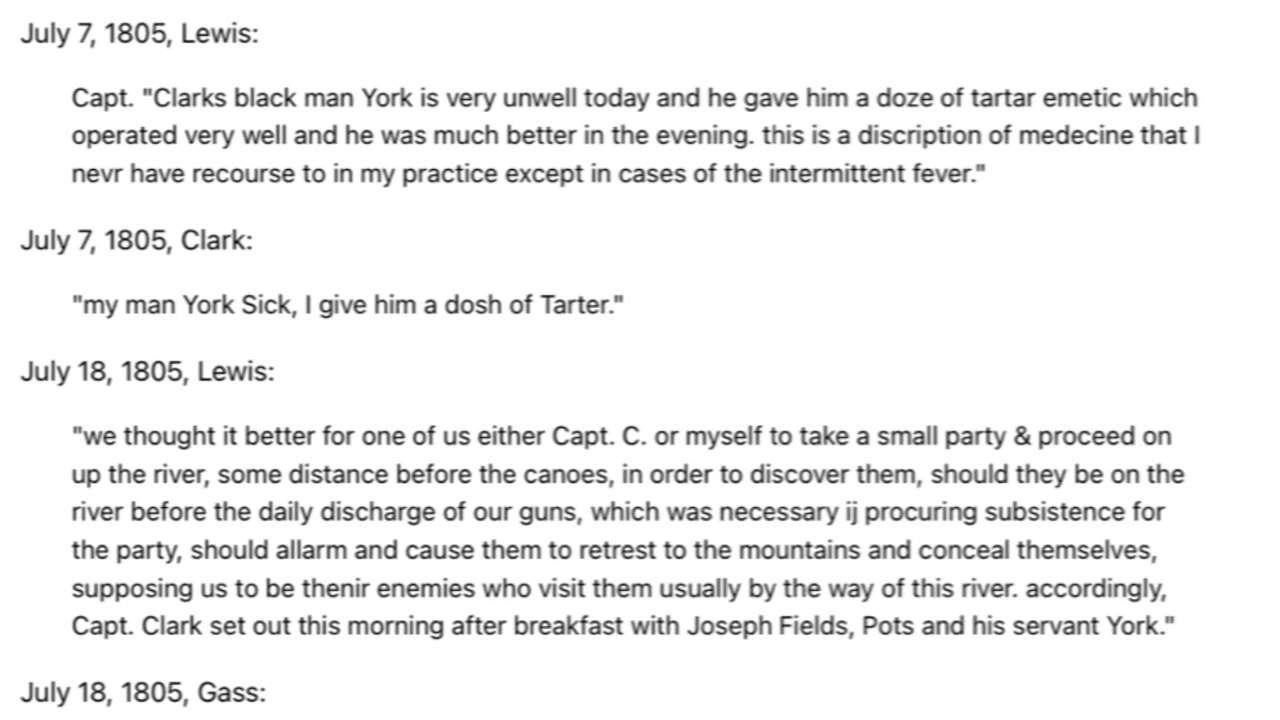 July 7, 1805, Lewis:
Capt. "Clarks black man York is very unwell today and he gave him a doze of tartar emetic which
operated very well and he was much better in the evening. this is a discription of medecine that I
nevr have recourse to in my practice except in cases of the intermittent fever."
July 7, 1805, Clark:
"my man York Sick, I give him a dosh of Tarter."
July 18, 1805, Lewis:
"we thought it better for one of us either Capt. C. or myself to take a small party & proceed on
up the river, some distance before the canoes, in order to discover them, should they be on the
river before the daily discharge of our guns, which was necessary ij procuring subsistence for
the party, should allarm and cause them to retrest to the mountains and conceal themselves,
supposing us to be thenir enemies who visit them usually by the way of this river. accordingly,
Capt. Clark set out this morning after breakfast with Joseph Fields, Pots and his servant York."
July 18, 1805, Gass: